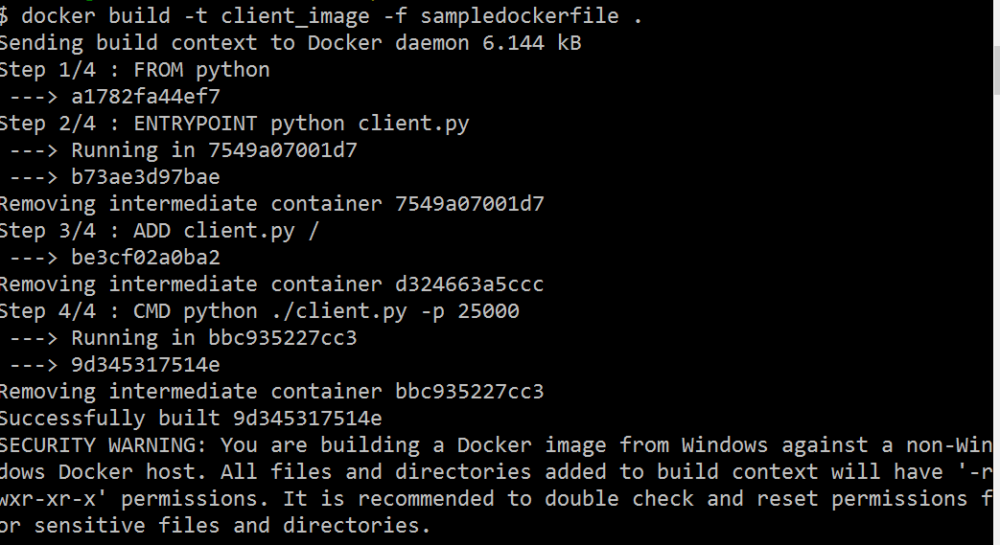 $ docker build -t client_image -f sampledockerfile .
Sending build context to Docker daemon 6.144 kB
Step 1/4 : FROM python
---> a1782fa44ef7
Step 2/4 : ENTRYPOINT python client.py
---> Running in 7549a07001d7
---> b73ae3d97bae
Removing intermediate container 7549a07001d7
Step 3/4 : ADD client.py /
---> be3cf02a0ba2
Removing intermediate container d324663a5ccc
Step 4/4 : CMD python ./client.py -p 25000
---> Running in bbc935227cc3
---> 9d345317514e
Removing intermediate container bbc935227cc3
Successfully built 9d345317514e
SECURITY WARNING: You are building a Docker image from Windows against a non-Win
dows Docker host. All files and directories added to build context will have '-r
wxr-xr-x' permissions. It is recommended to double check and reset permissions f
or sensitive files and directories.